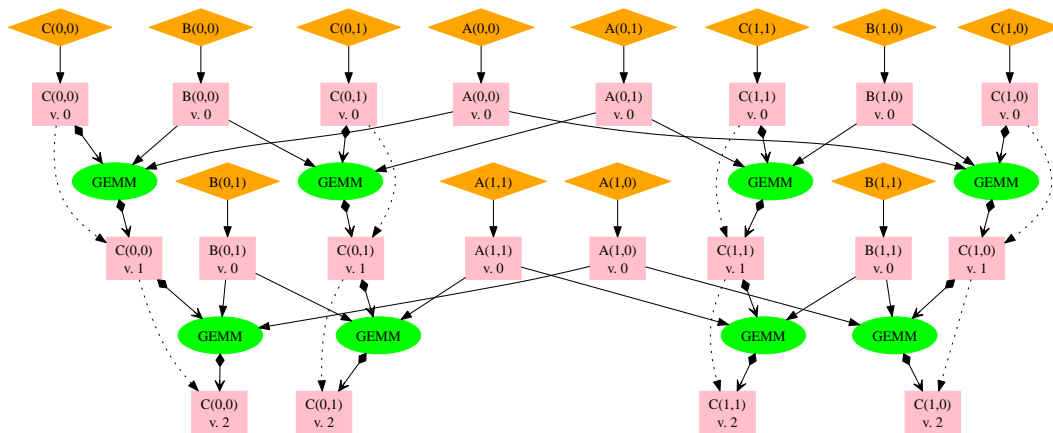 C(0,0)
B(0,0)
C(0,1)
A(0,0)
A(0,1)
C(1,1)
B(1,0)
C(1,0)
C(0,0)
v. 0
B(0,0)
v. 0
C(0,1)
v. 0
A(0,0)
v. 0
A(0,1)
v. 0
C(1,1)
v. 0
B(1,0)
v. 0
C(1,0)
v. 0
GEMM
B(0,1)
GEMM
A(1,1)
A(1,0)
GEMM
B(1,1)
GEMM
C(0,0)
v. 1
B(0,1)
v. 0
C(0,1)
v. 1
A(1,1)
v. 0
A(1,0)
v. 0
C(1,1)
v. 1
B(1,1)
v. 0
C(1,0)
v. 1
GEMM
GEMM
GEMM
GEMM
C(0,0)
v. 2
C(0,1)
v. 2
C(1,1)
v. 2
C(1,0)
v. 2